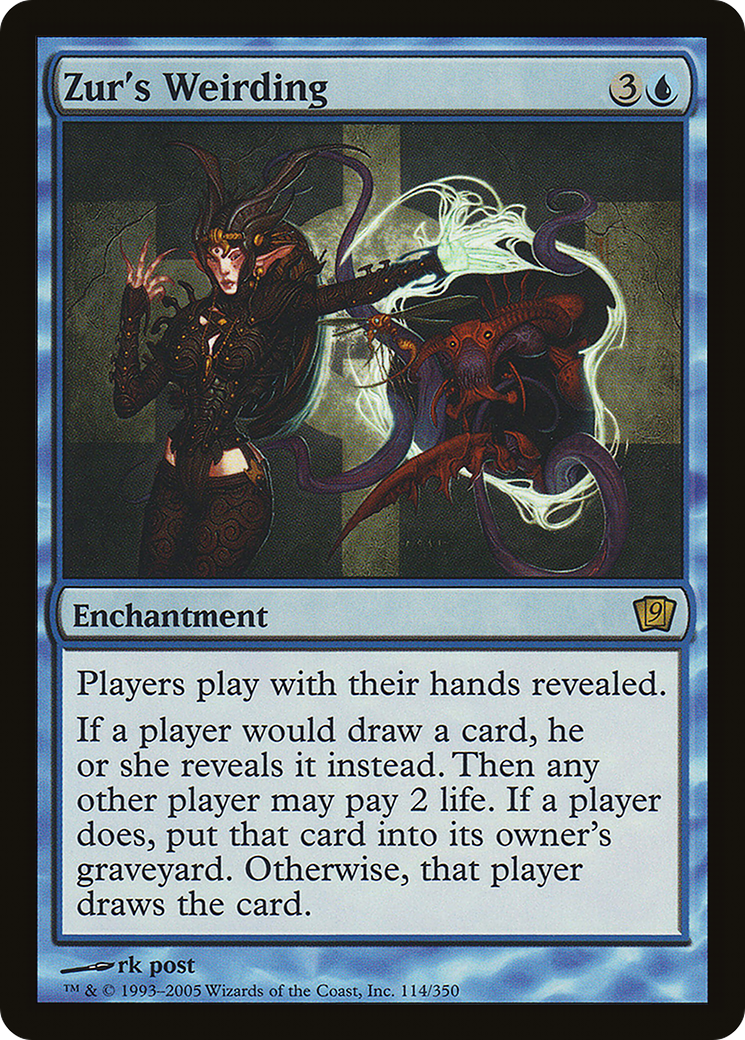 Zur's Weirding 3
Enchantment 9
Players play with their hands revealed.
If a player would draw a card, he
or she reveals it instead. Then any
other player may pay 2 life. If a player
does, put that card into its owner's
graveyard. Otherwise, that player
draws the card.
rk post
™ & © 1993–2005 Wizards of the Coast, Inc. 114/350